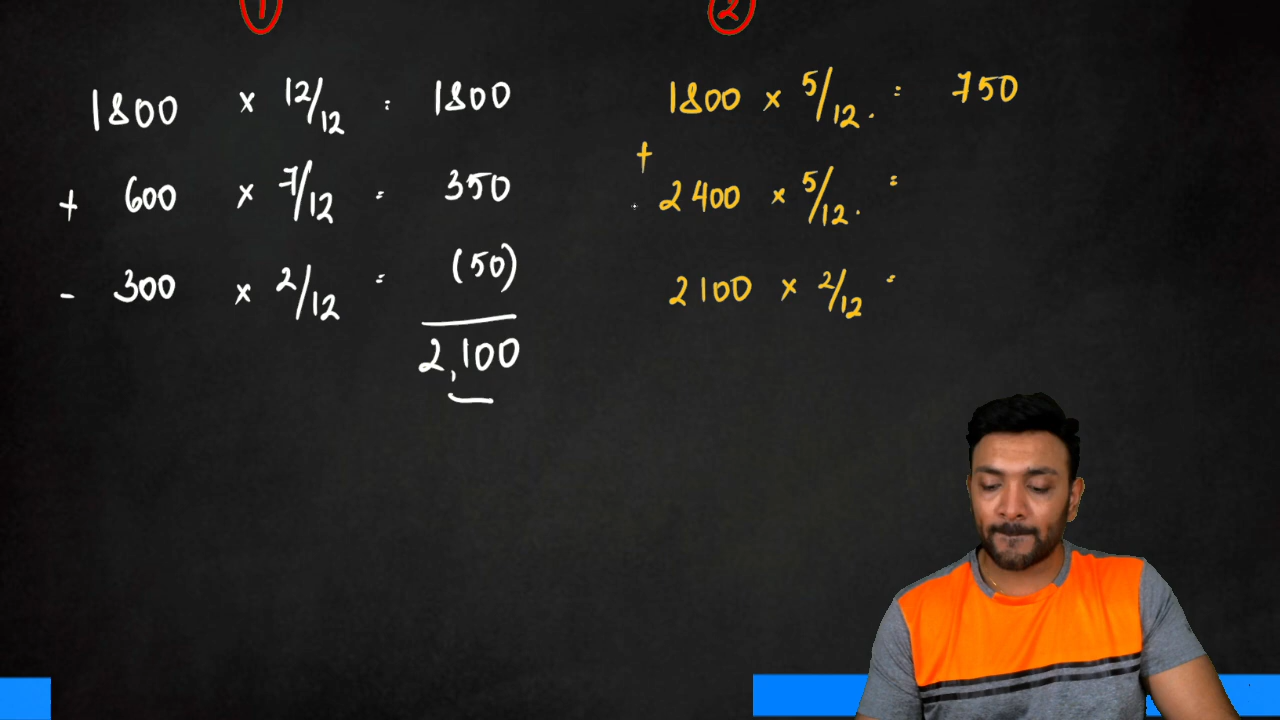 1
1800 × 12/12 = 1800
+ 600 × 7/12 = 350
- 300 × 2/12 = (50)
2,100
2
1800 × 5/12. = 750
+
2400 × 5/12. =
2100 × 2/12 =